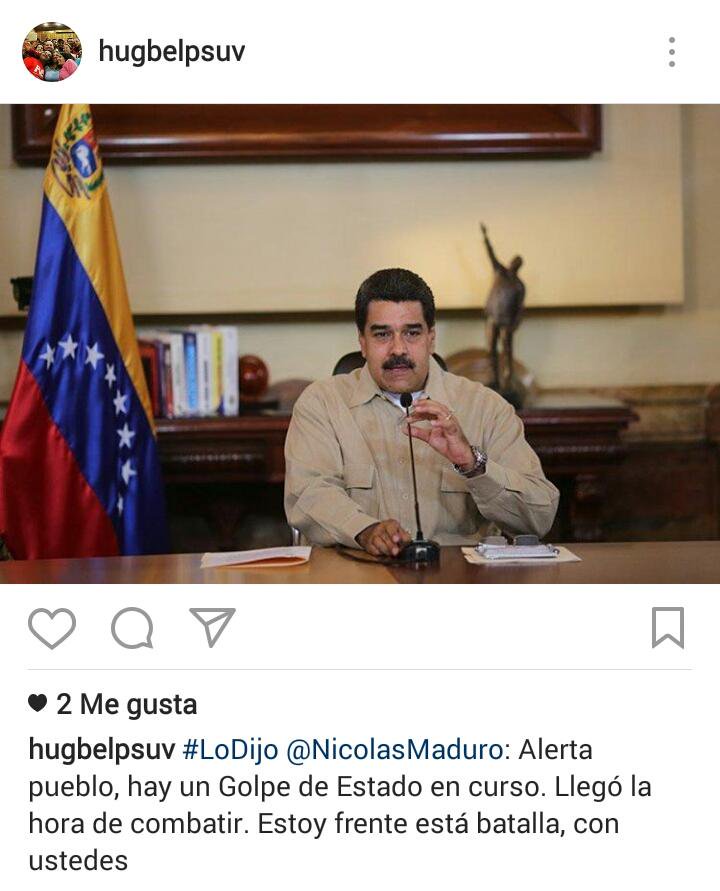 hugbelpsuv
2 Me gusta
hugbelpsuv #LoDijo @NicolasMaduro: Alerta
pueblo, hay un Golpe de Estado en curso. Llegó la
hora de combatir. Estoy frente está batalla, con
ustedes